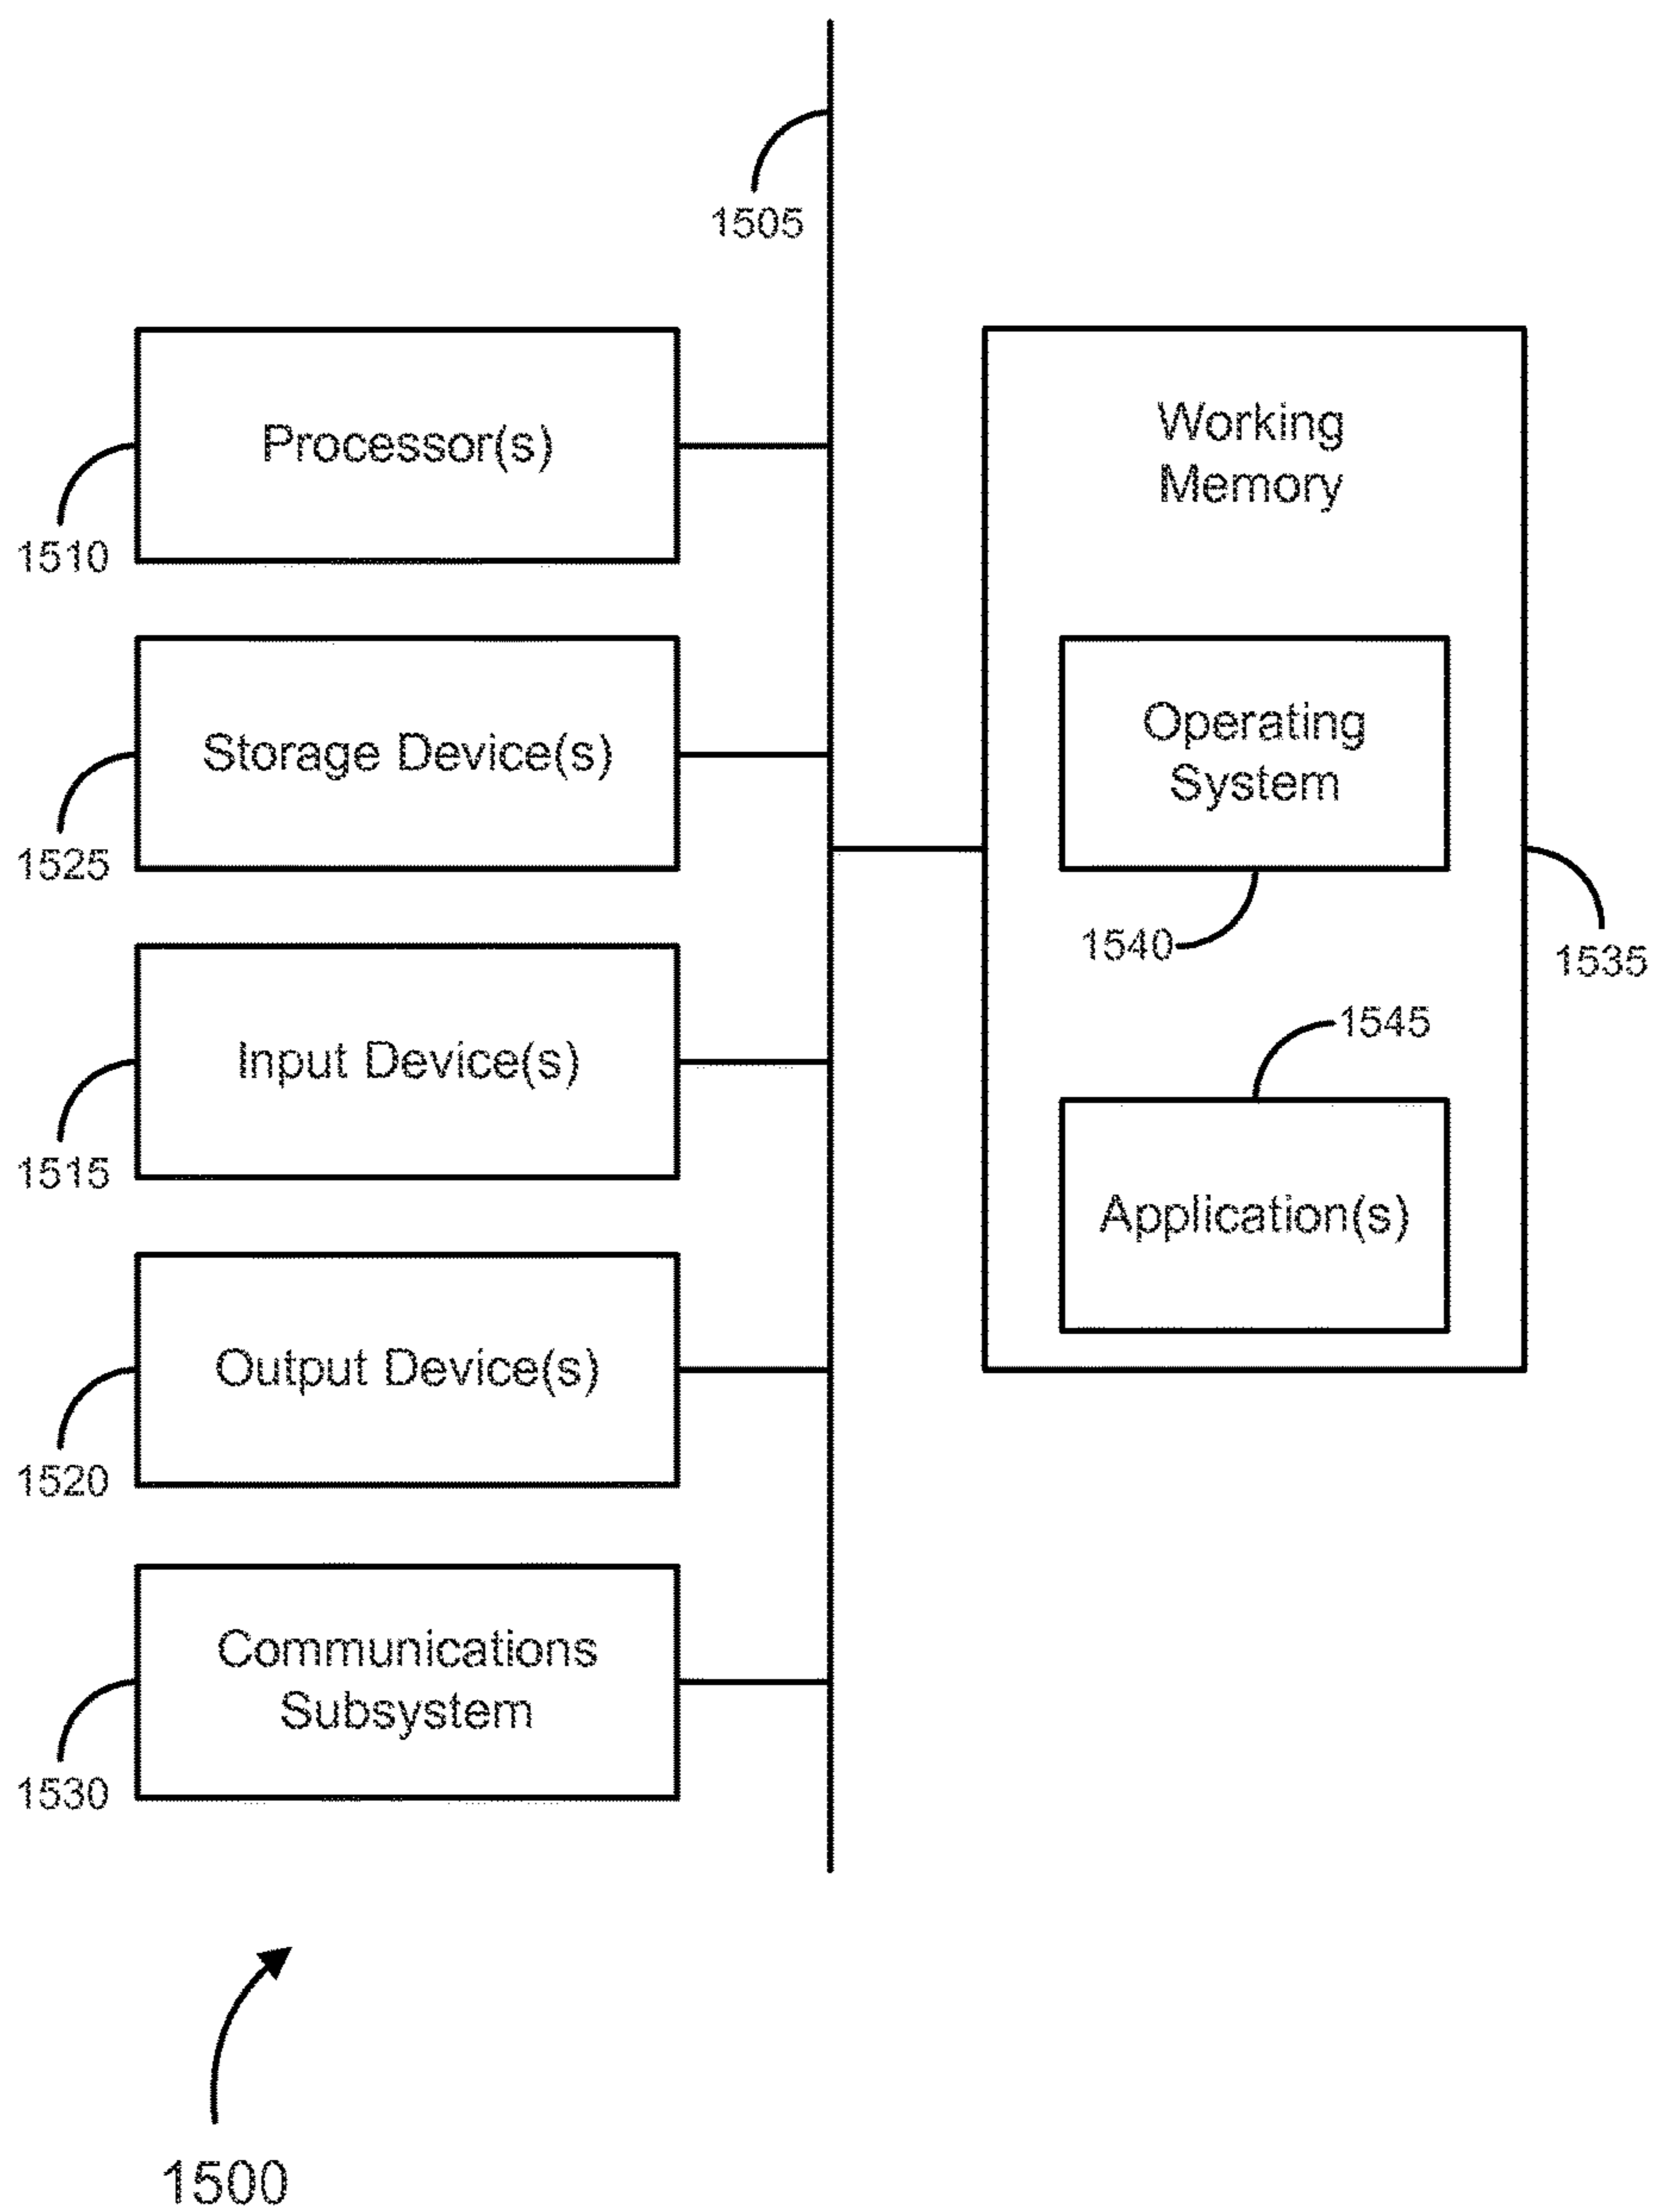 1505
Processor(s)
1510
Storage Device(s)
1525
Input Device(s)
1515
Output Device(s)
1520
Communications
Subsystem
1530
Working
Memory
Operating
System
1540
1535
1545
Application(s)
1500